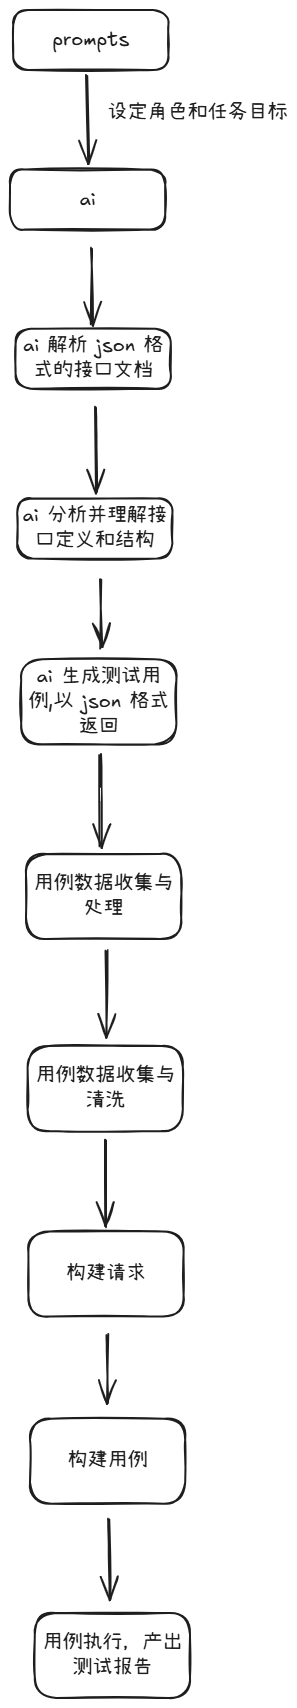 prompts
设定角色和任务目标
ai
ai 解析 json 格
式的接口文档
ai 分析并理解接
口定义和结构
ai 生成测试用
例,以 json 格式
返回
用例数据收集与
处理
用例数据收集与
清洗
构建请求
构建用例
用例执行，产出
测试报告